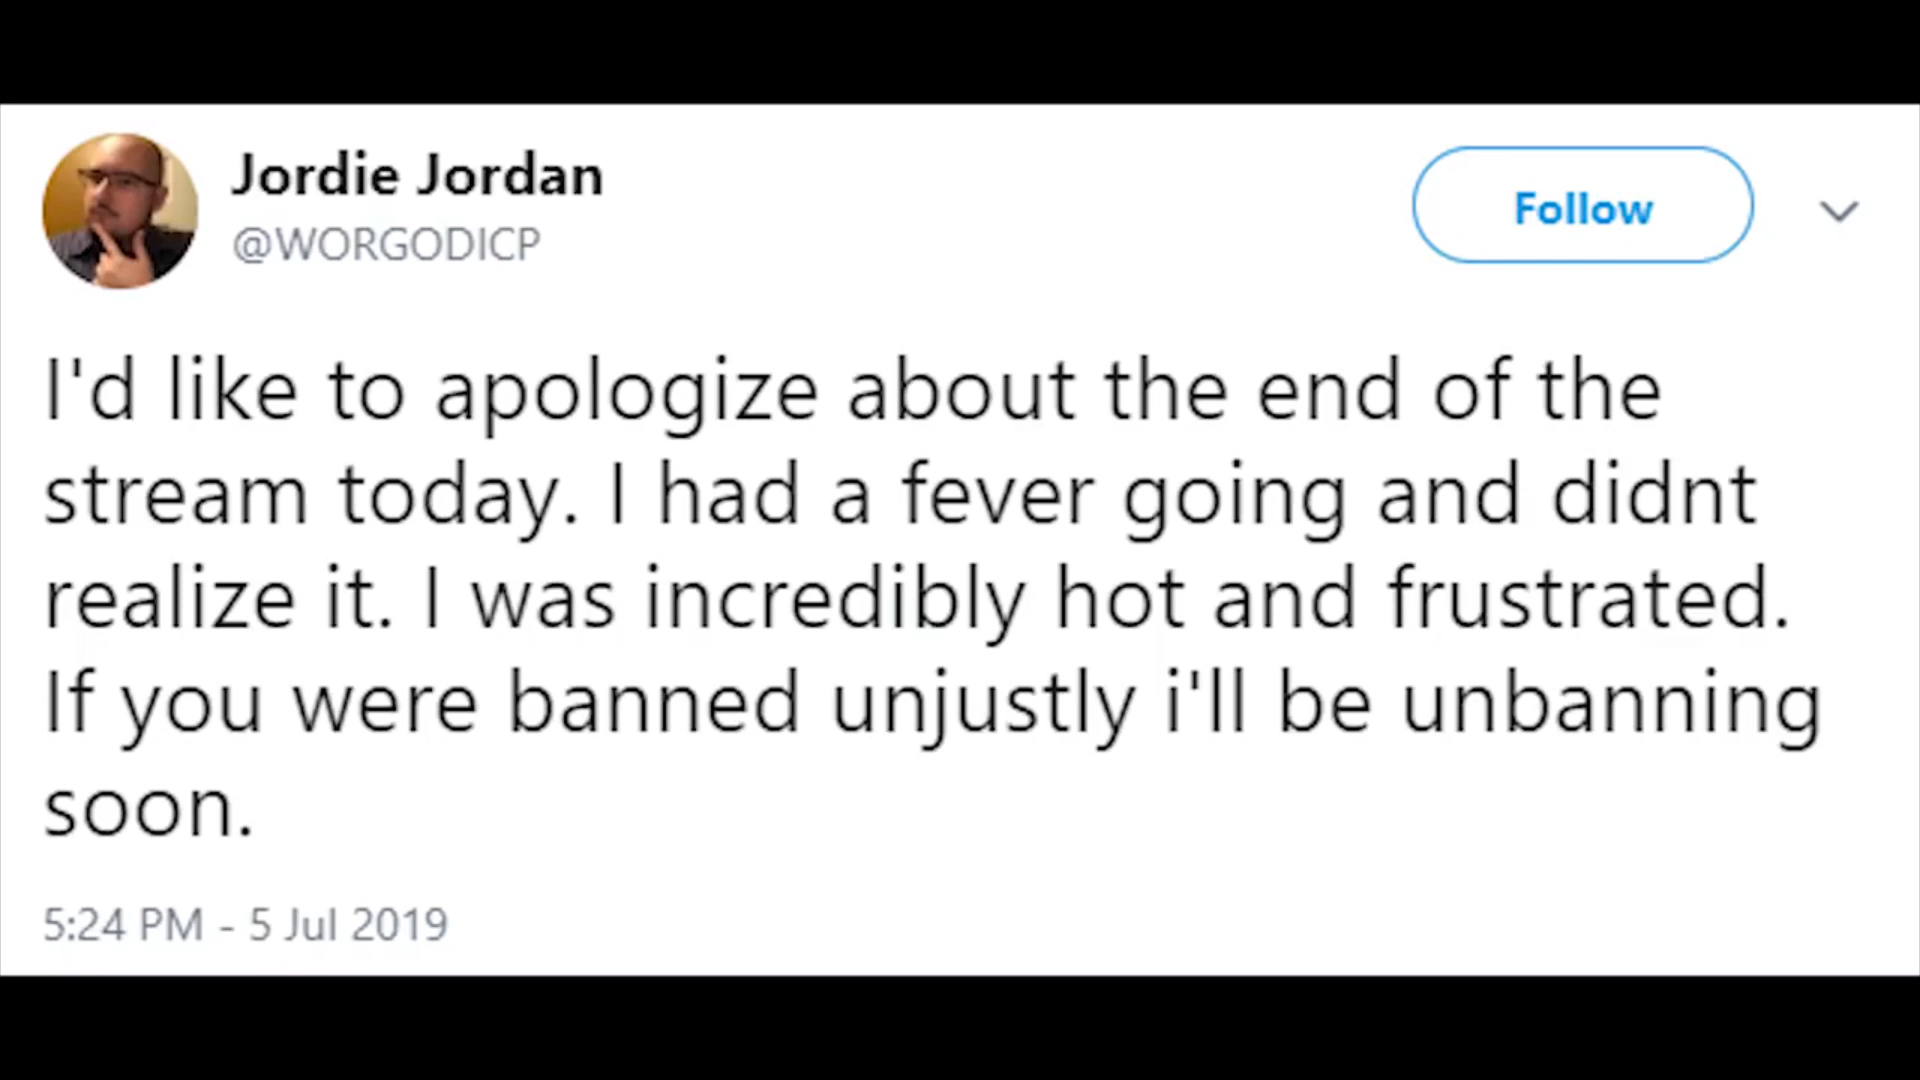 Jordie Jordan
@WORGODICP
Follow
I'd like to apologize about the end of the
stream today. I had a fever going and didnt
realize it. I was incredibly hot and frustrated.
If you were banned unjustly i'll be unbanning
soon.
5:24 PM - 5 Jul 2019